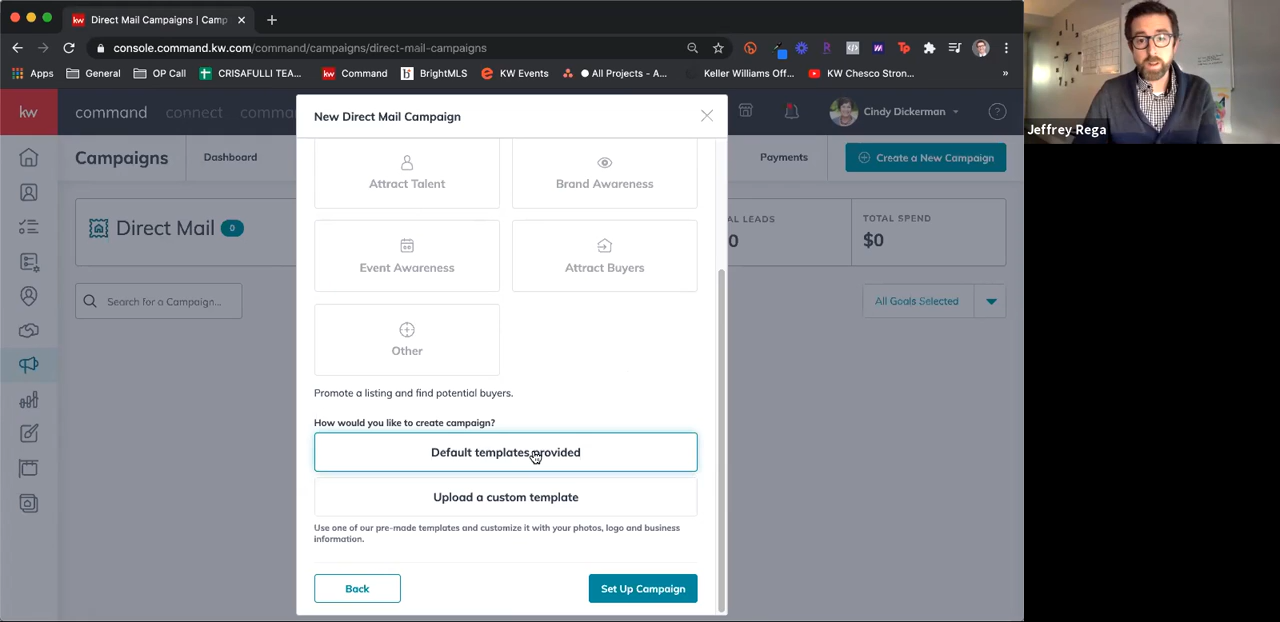 Direct Mail Campaigns | Camp
console.command.kw.com/command/campaigns/direct-mail-campaigns
Apps
General
OP Call
CRISAFULLI TEA...
kw
Command
BrightMLS
KW Events
All Projects - A...
Keller Williams Off...
KW Chesco Stron...
»
kw
command
connect
comma
Cindy Dickerman
Campaigns
Dashboard
Payments
Create a New Campaign
Direct Mail
0
AL LEADS
0
TOTAL SPEND
$0
Search for a Campaign...
All Goals Selected
New Direct Mail Campaign
Attract Talent
Brand Awareness
Event Awareness
Attract Buyers
Other
Promote a listing and find potential buyers.
How would you like to create campaign?
Default templates provided
Upload a custom template
Use one of our pre-made templates and customize it with your photos, logo and business
information.
Back
Set Up Campaign
Jeffrey Rega